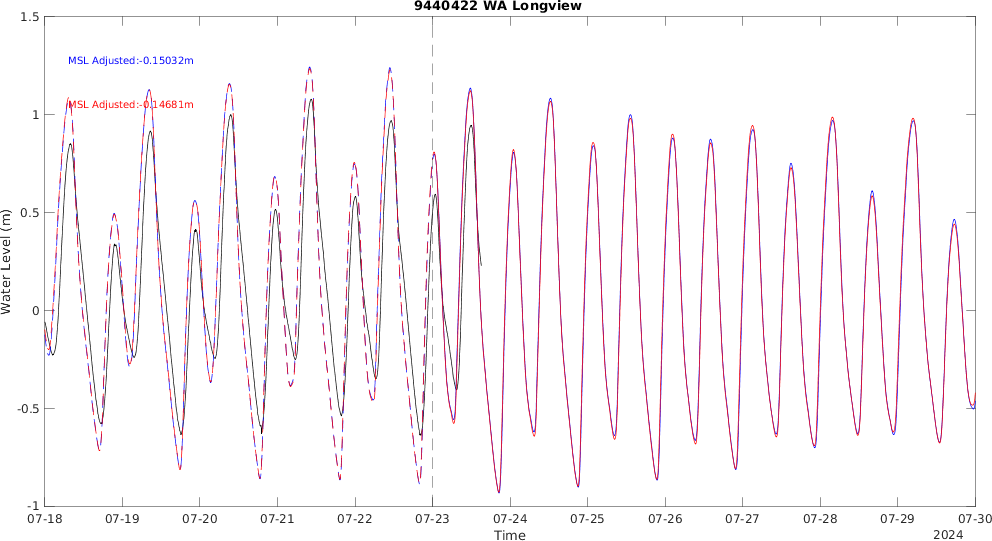 9440422 WA Longview
1.5
MSL Adjusted:-0.15032m
MSL Adjusted:-0.14681m
1
0.5
Water Level (m)
0
-0.5
-1
07-18 07-19 07-20 07-21 07-22 07-23 07-24 07-25 07-26 07-27 07-28 07-29 07-30
Time
2024